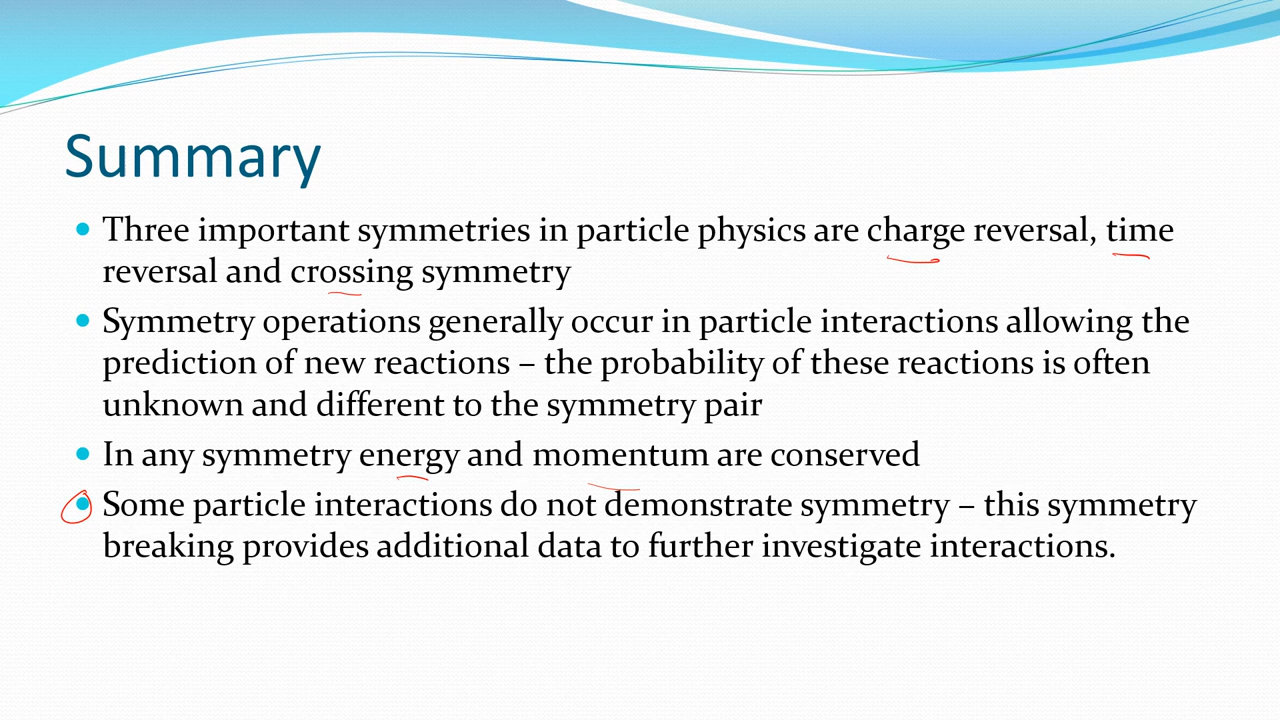 Summary
Three important symmetries in particle physics are charge reversal, time
reversal and crossing symmetry
Symmetry operations generally occur in particle interactions allowing the
prediction of new reactions – the probability of these reactions is often
unknown and different to the symmetry pair
In any symmetry energy and momentum are conserved
Some particle interactions do not demonstrate symmetry – this symmetry
breaking provides additional data to further investigate interactions.